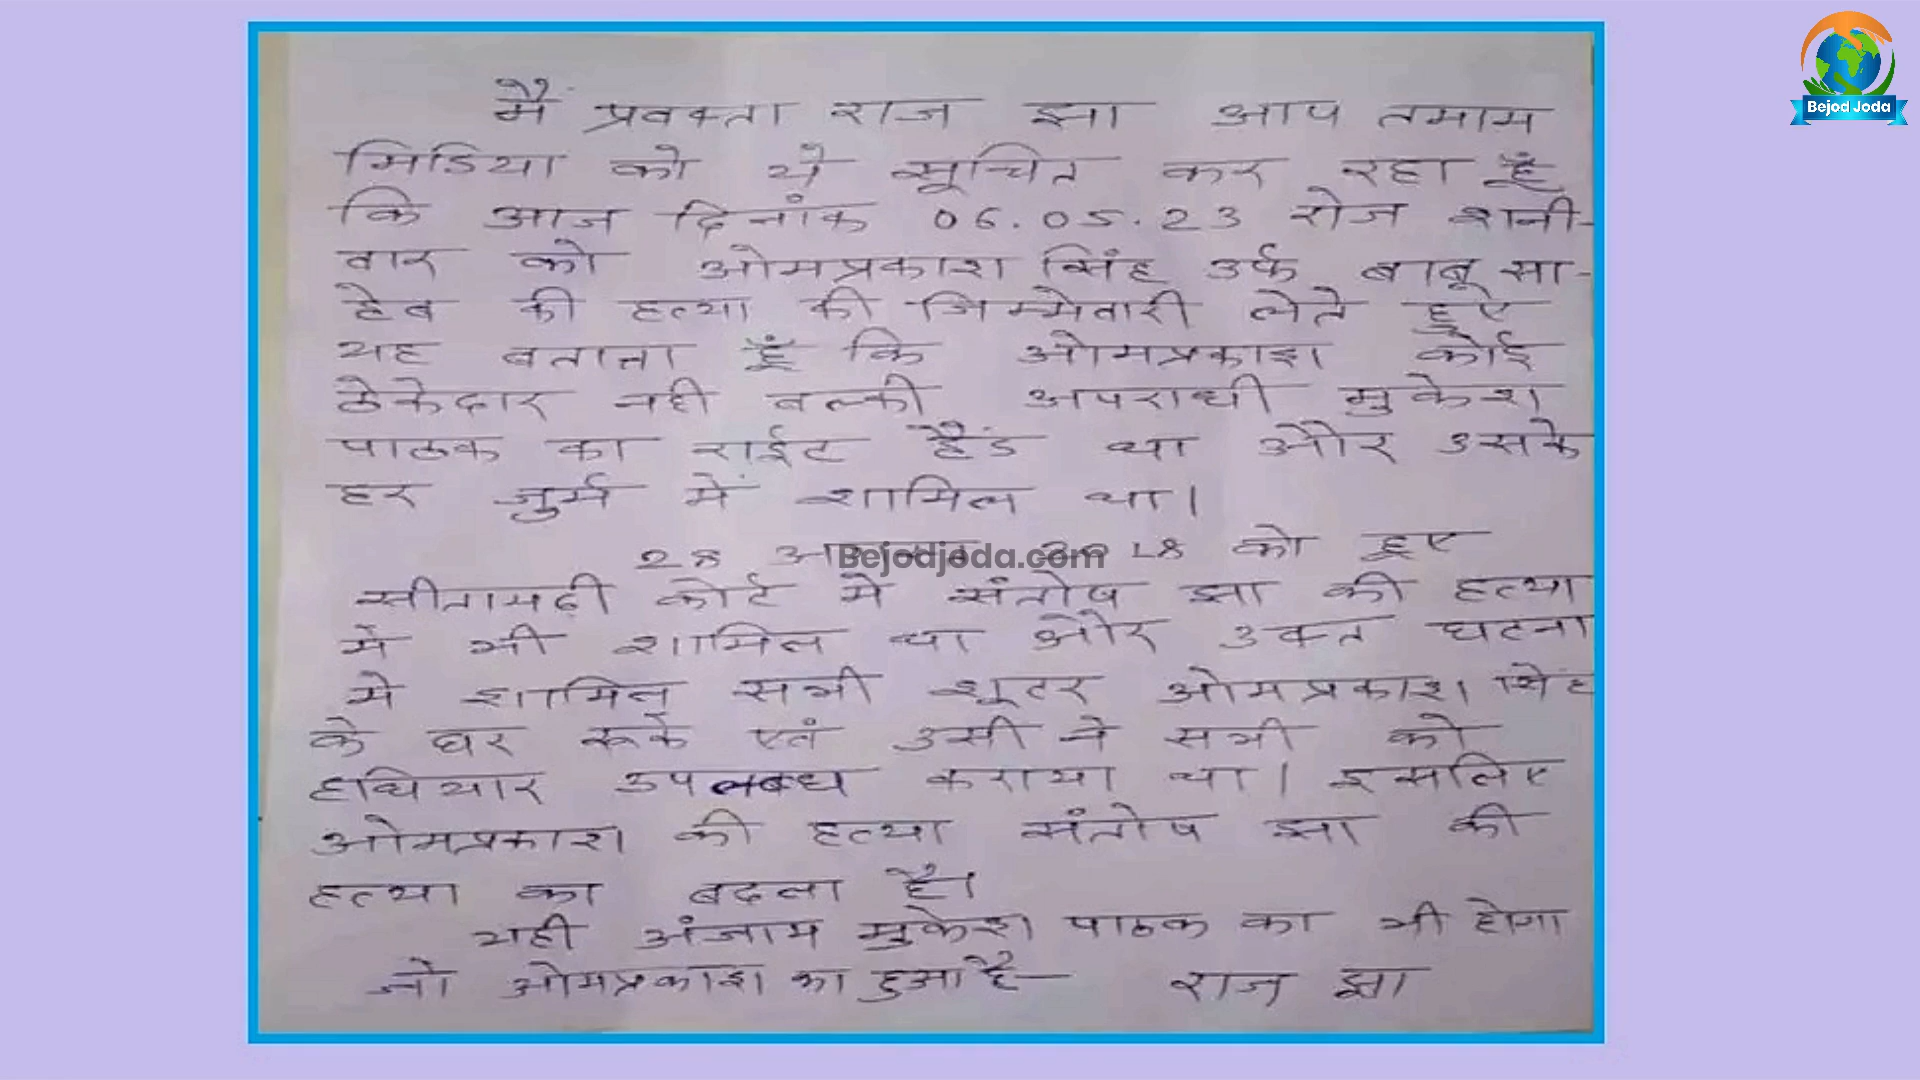 Bejod Joda
मैं प्रवक्ता राज झा आप तमाम
मिडिया को ये सूचित कर रहा हूँ
कि आज दिनांक 06.05.23 रोज शनी-
वार को ओमप्रकाश सिंह उर्फ बाबू सा-
हेब की हत्या की जिम्मेवारी लेते हुए
यह बताता हूँ कि ओमप्रकाश कोई
ठेकेदार नही बल्की अपराधी मुकेश
पाठक का राईट हैंड था और उसके
हर जुर्म में शामिल था।
28 2018 को हुए
Bejodjoda.com
सीतामढ़ी कोर्ट मे संतोष झा की हत्या
मे भी शामिल था और उक्त घटना
मे शामिल सभी शूटर ओमप्रकाश सिंह
के घर रूके एवं उसी ने सभी को
हथियार उपलबध कराया था। इसलिए
ओमप्रकाश की हत्या संतोष झा की
हत्या का बदला है।
यही अंजाम मुकेश पाठक का भी होगा
जो ओमप्रकाश का हुआ है— राज झा